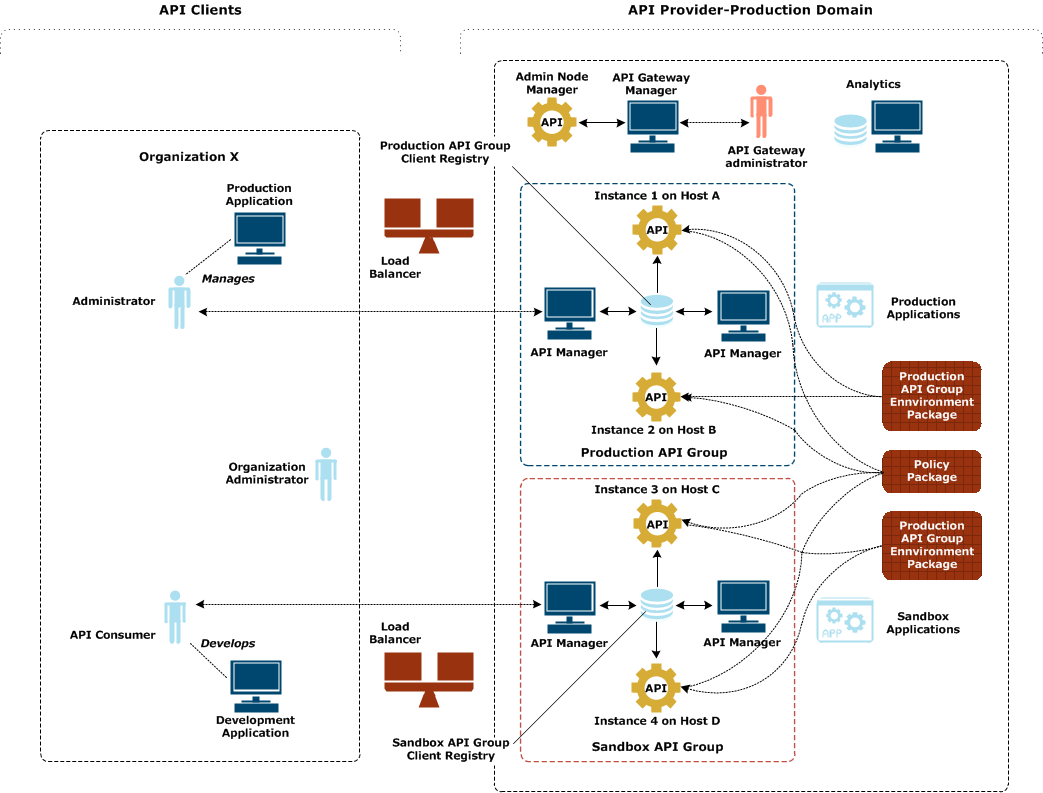 API Clients
API Provider-Production Domain
Admin Node
Manager
API
API Gateway
Manager
API Gateway
administrator
Analytics
Organization X
Production
Application
Manages
Administrator
Organization
Administrator
API Consumer
Develops
Development
Application
Production API Group
Client Registry
Load
Balancer
Load
Balancer
Sandbox API Group
Client Registry
Instance 1 on Host A
API
API Manager
API Manager
API
Instance 2 on Host B
Production API Group
Instance 3 on Host C
API
API Manager
API Manager
API
Instance 4 on Host D
Sandbox API Group
APP
Production
Applications
Production
API Group
Ennvironment
Package
Policy
Package
Production
API Group
Ennvironment
Package
APP
Sandbox
Applications